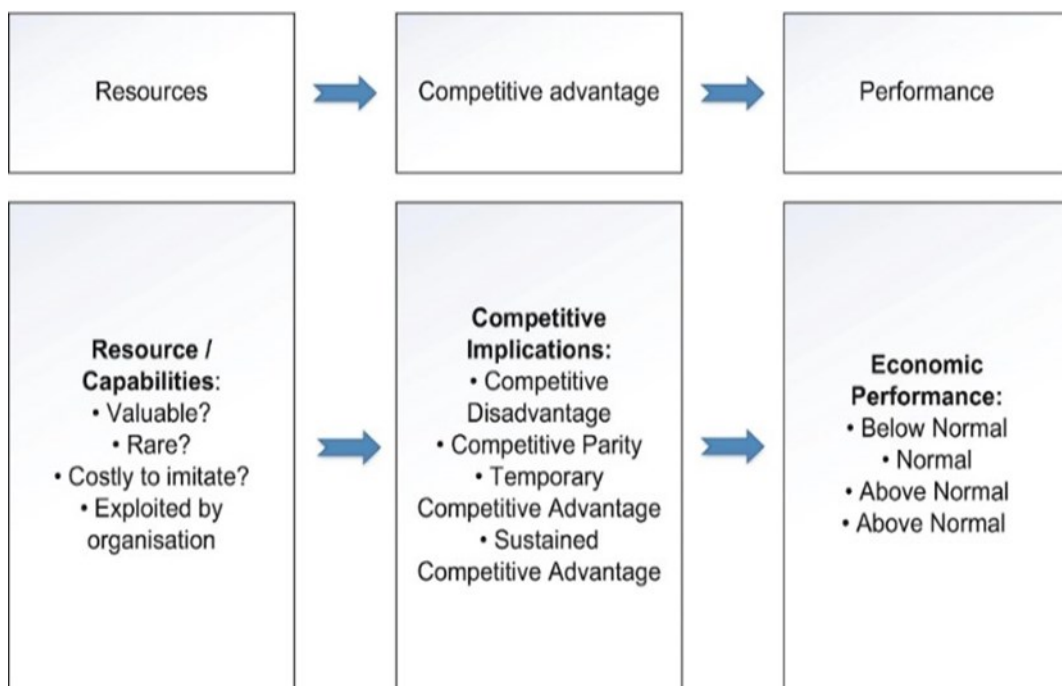 Resources
Competitive advantage
Performance
Resource /
Capabilities:
• Valuable?
• Rare?
• Costly to imitate?
• Exploited by
organisation
Competitive
Implications:
• Competitive
Disadvantage
• Competitive Parity
• Temporary
Competitive Advantage
• Sustained
Competitive Advantage
Economic
Performance:
• Below Normal
• Normal
• Above Normal
• Above Normal